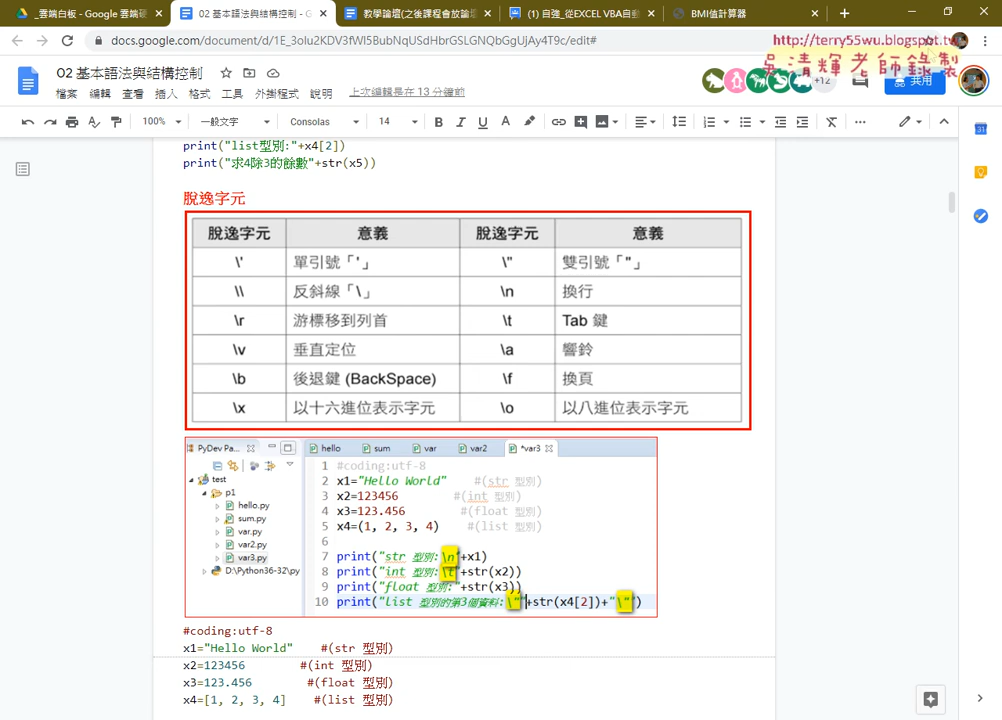 _雲端白板 - Google 雲端硬
02 基本語法與結構控制 - G
教學論壇(之後課程會放論壇
(1) 自強_從EXCEL VBA自動
BMI值計算器
docs.google.com/document/d/1E_3olu2KDV3fWI5BubNqUSdHbrGSLGNQbGgUjAy4T9c/edit#
http://terry55wu.blogspot.tw
吳清輝老師錄製
02 基本語法與結構控制
檔案 編輯 查看 插入 格式 工具 外掛程式 說明 上次編輯是在 13 分鐘前
+12
共用
100% 一般文字 Consolas 14 B I U A
print("list型別:"+x4[2])
print("求4除3的餘數"+str(x5))
脫逸字元
脫逸字元 意義 脫逸字元 意義
\' 單引號「'」 \" 雙引號「"」
\\ 反斜線「\」 \n 換行
\r 游標移到列首 \t Tab 鍵
\v 垂直定位 \a 響鈴
\b 後退鍵 (BackSpace) \f 換頁
\x 以十六進位表示字元 \o 以八進位表示字元
PyDev Pa... hello sum var var2 *var3
test
p1
hello.py
sum.py
var.py
var2.py
var3.py
D:\Python36-32\py
1 #coding:utf-8
2 x1="Hello World" #(str 型別)
3 x2=123456 #(int 型別)
4 x3=123.456 #(float 型別)
5 x4=(1, 2, 3, 4) #(list 型別)
6
7 print("str 型別:\n"+x1)
8 print("int 型別:\t"+str(x2))
9 print("float 型別:"+str(x3))
10 print("list 型別的第3個資料:\""+str(x4[2])+"\"")
#coding:utf-8
x1="Hello World" #(str 型別)
x2=123456 #(int 型別)
x3=123.456 #(float 型別)
x4=[1, 2, 3, 4] #(list 型別)